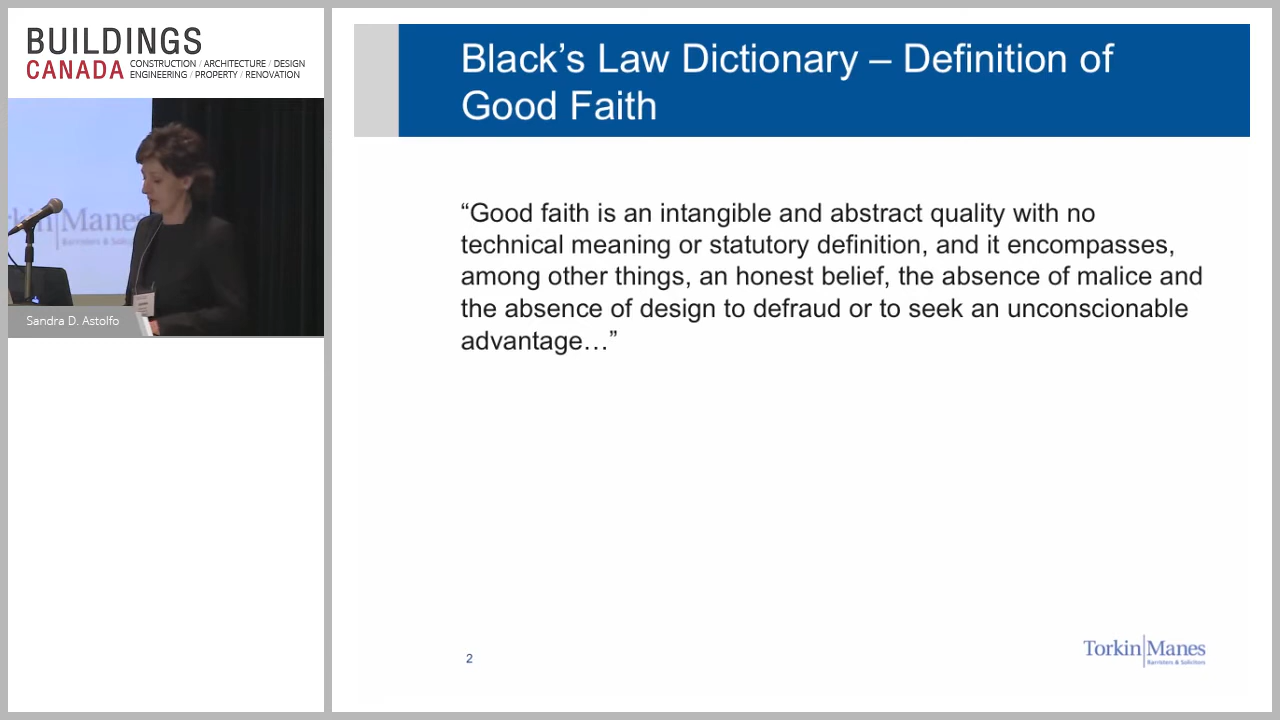 BUILDINGS
CANADA
CONSTRUCTION / ARCHITECTURE / DESIGN
ENGINEERING / PROPERTY / RENOVATION
Manes
Barristers & Solicitors
Sandra D. Astolfo
Black’s Law Dictionary – Definition of
Good Faith
“Good faith is an intangible and abstract quality with no
technical meaning or statutory definition, and it encompasses,
among other things, an honest belief, the absence of malice and
the absence of design to defraud or to seek an unconscionable
advantage…”
2
Torkin Manes
Barristers & Solicitors